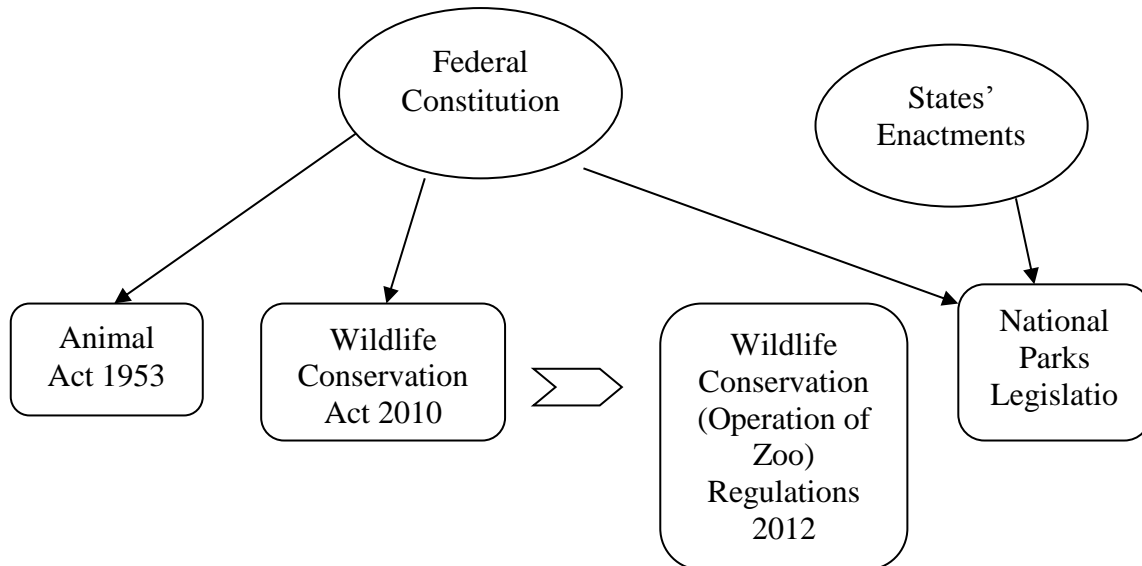 Federal
Constitution
States’
Enactments
Animal
Act 1953
Wildlife
Conservation
Act 2010
Wildlife
Conservation
(Operation of
Zoo)
Regulations
2012
National
Parks
Legislatio